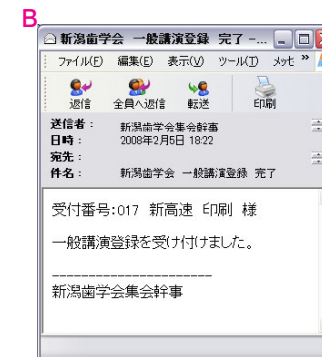 B
新潟歯学会　一般講演登録　完了 -...
ファイル(F) 編集(E) 表示(V) ツール(T) メッセ »
返信 全員へ返信 転送 印刷
送信者： 新潟歯学会集会幹事
日時： 2008年2月5日 18:22
宛先：
件名： 新潟歯学会　一般講演登録　完了
受付番号:017　新高速　印刷　様
一般講演登録を受け付けました。
-----------------------
新潟歯学会集会幹事